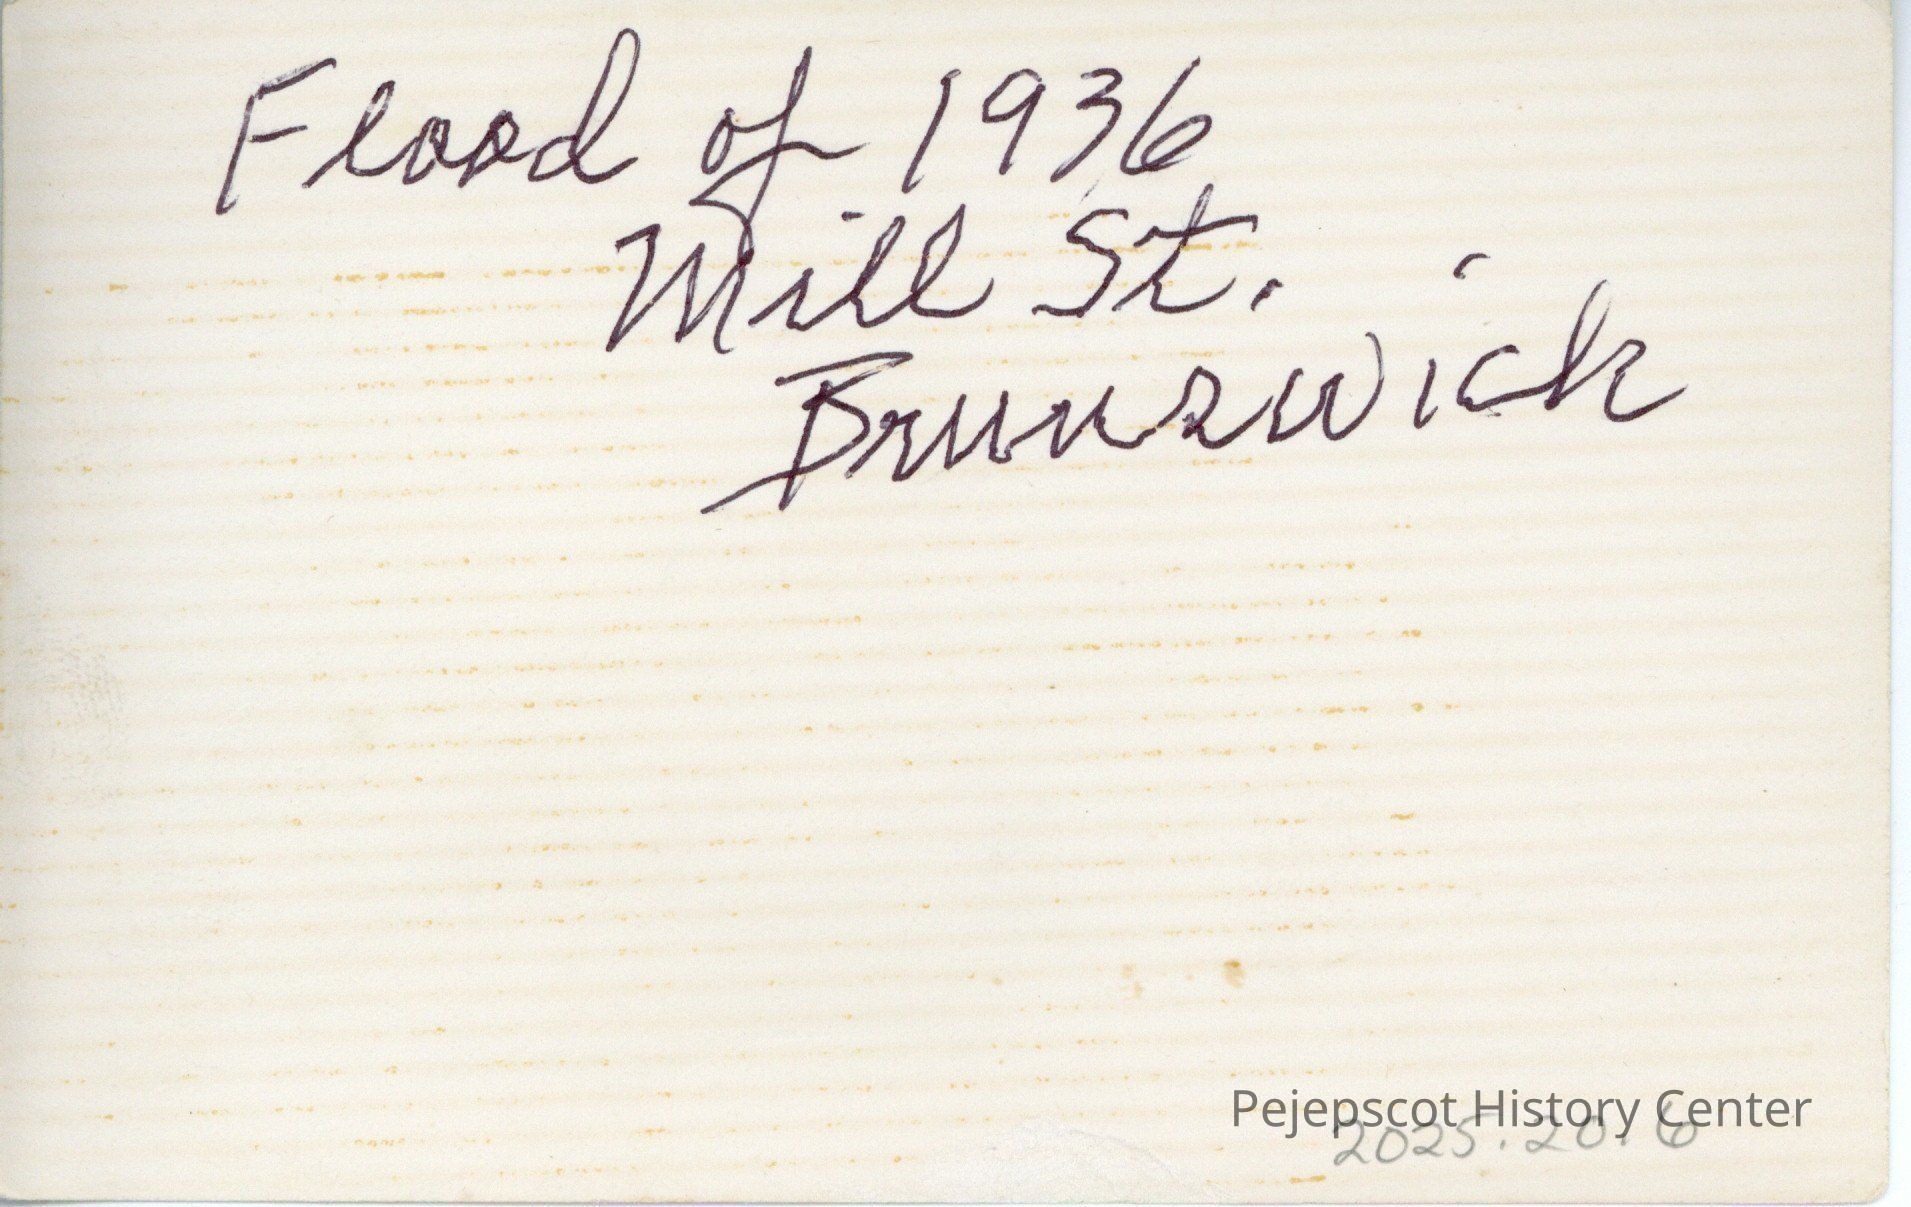 Flood of 1936
Mill St.
Brunswick
Pejepscot History Center
2025.20.6